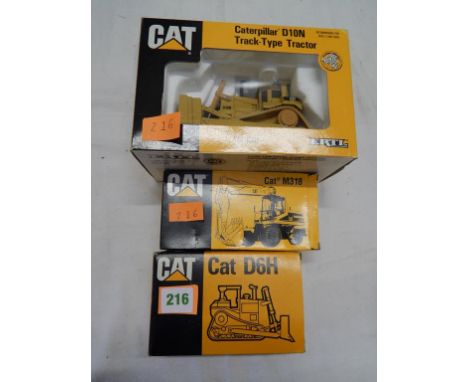 CAT
Caterpillar D10N
Track-Type Tractor
216
ERTL
CAT
Cat M318
216
CAT
Cat D6H
216